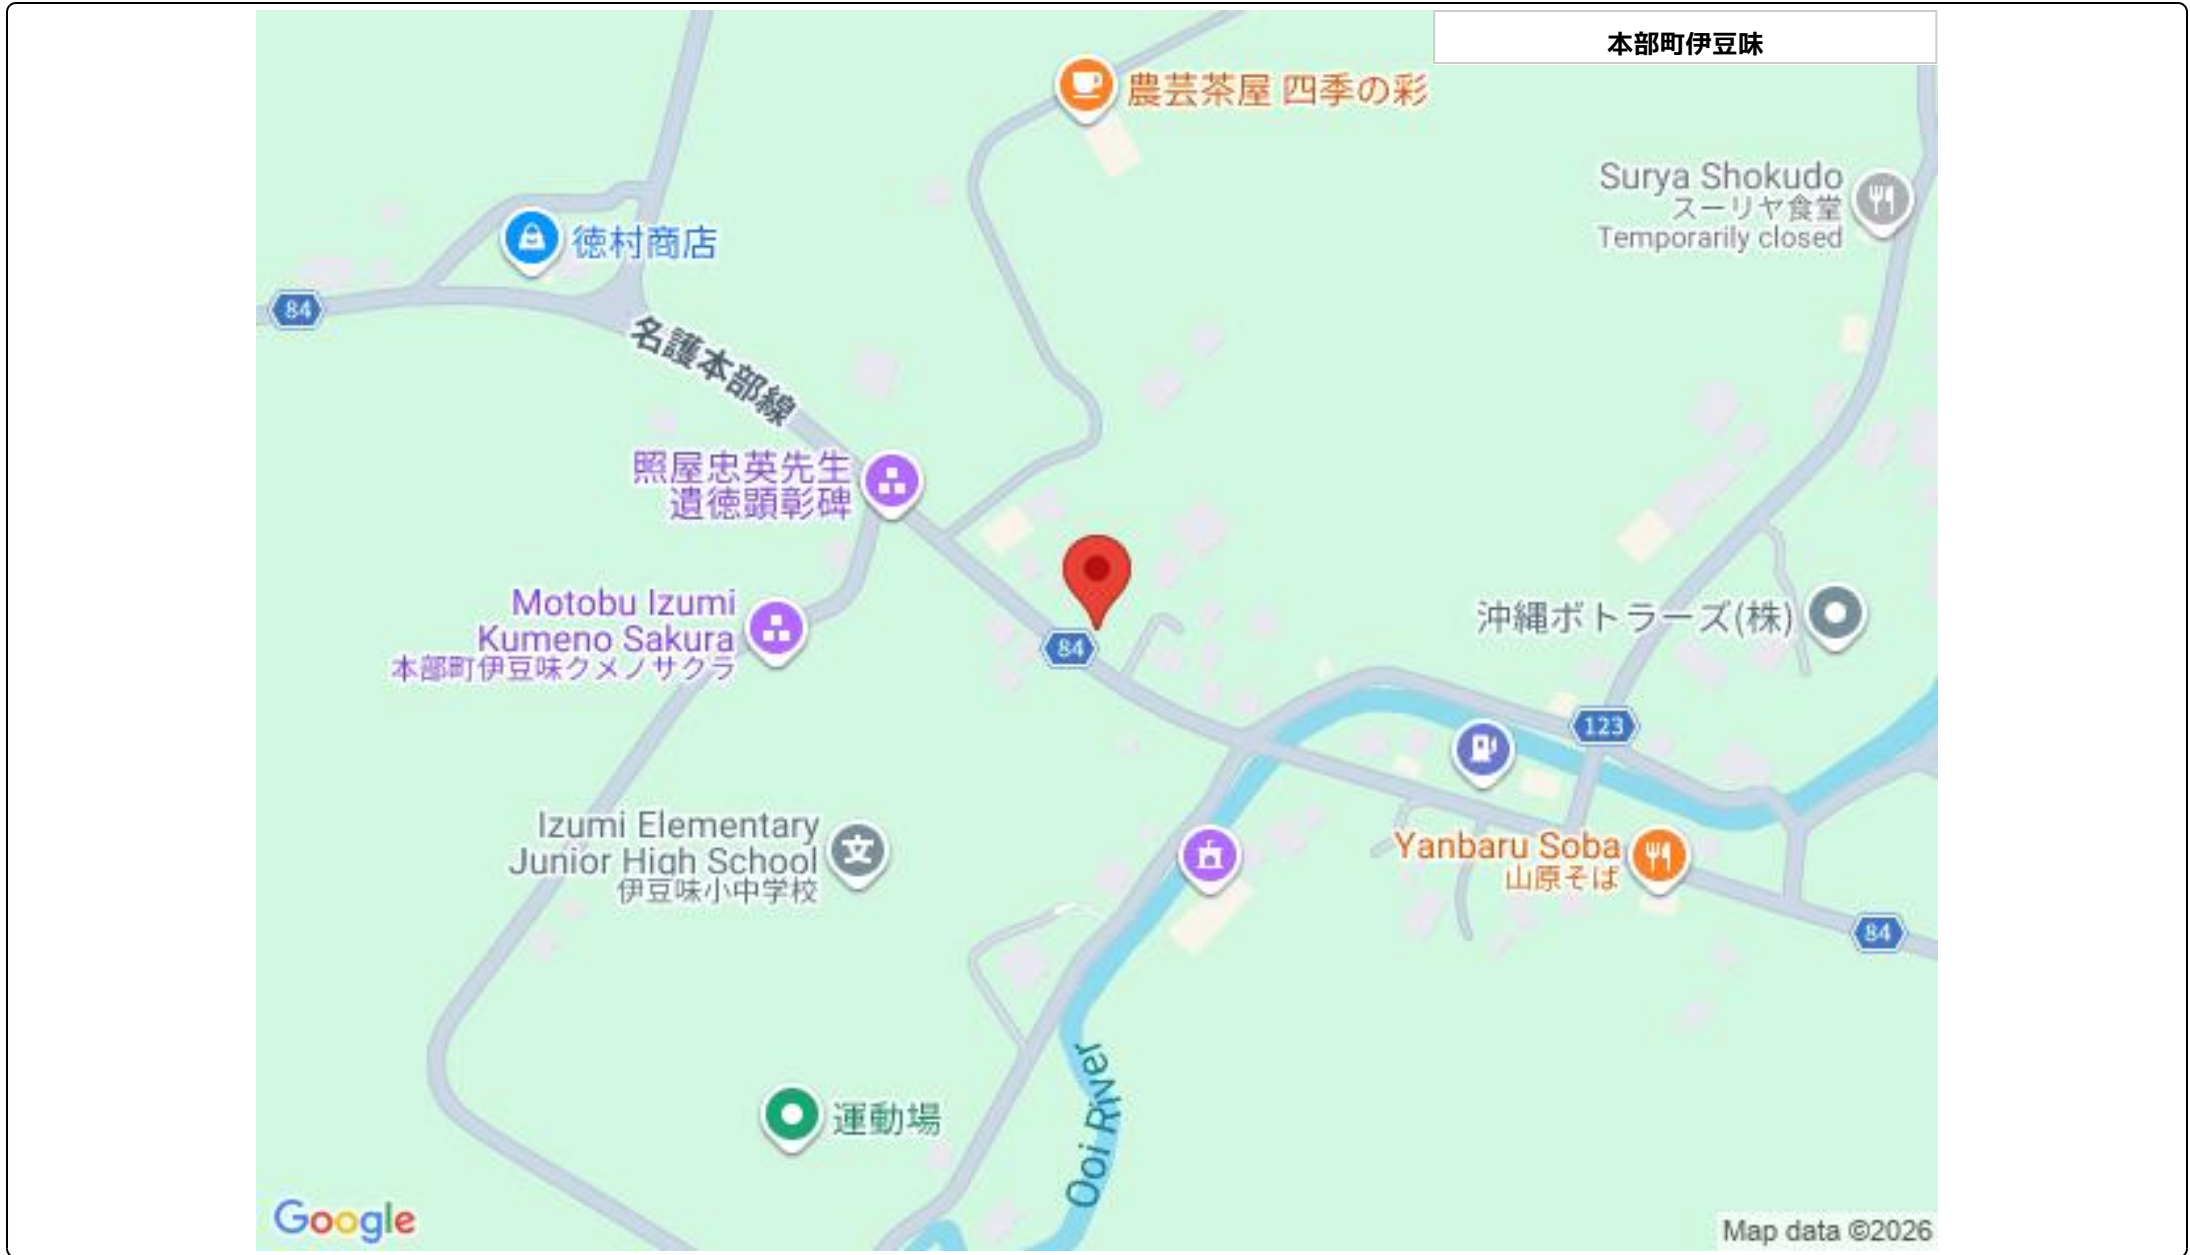 本部町伊豆味
農芸茶屋 四季の彩
Surya Shokudo
スーリヤ食堂
Temporarily closed
徳村商店
84
名護本部線
照屋忠英先生
遺徳顕彰碑
Motobu Izumi
Kumeno Sakura
本部町伊豆味クメノサクラ
84
沖縄ボトラーズ(株)
123
Izumi Elementary
Junior High School
伊豆味小中学校
文
Yanbaru Soba
山原そば
84
運動場
Ooi River
Google
Map data ©2026